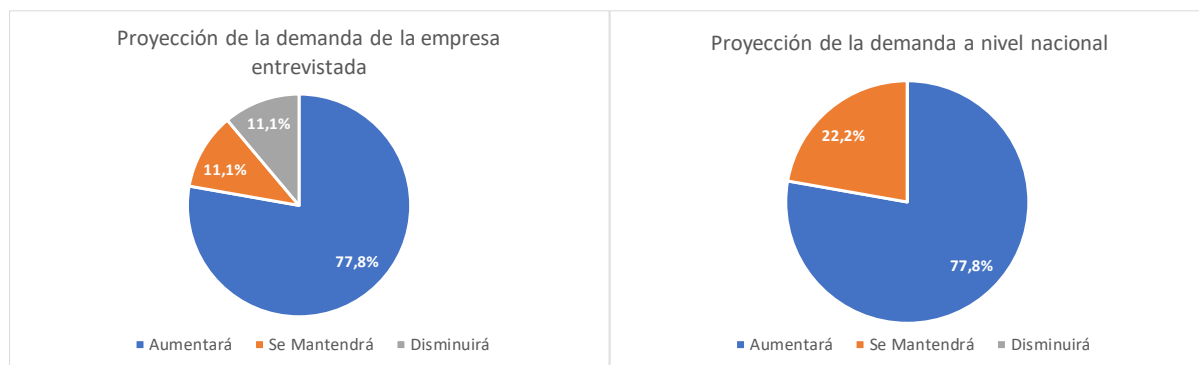 Proyección de la demanda de la empresa
entrevistada
11,1%
11,1%
77,8%
Aumentará Se Mantendrá Disminuirá
Proyección de la demanda a nivel nacional
22,2%
77,8%
Aumentará Se Mantendrá Disminuirá